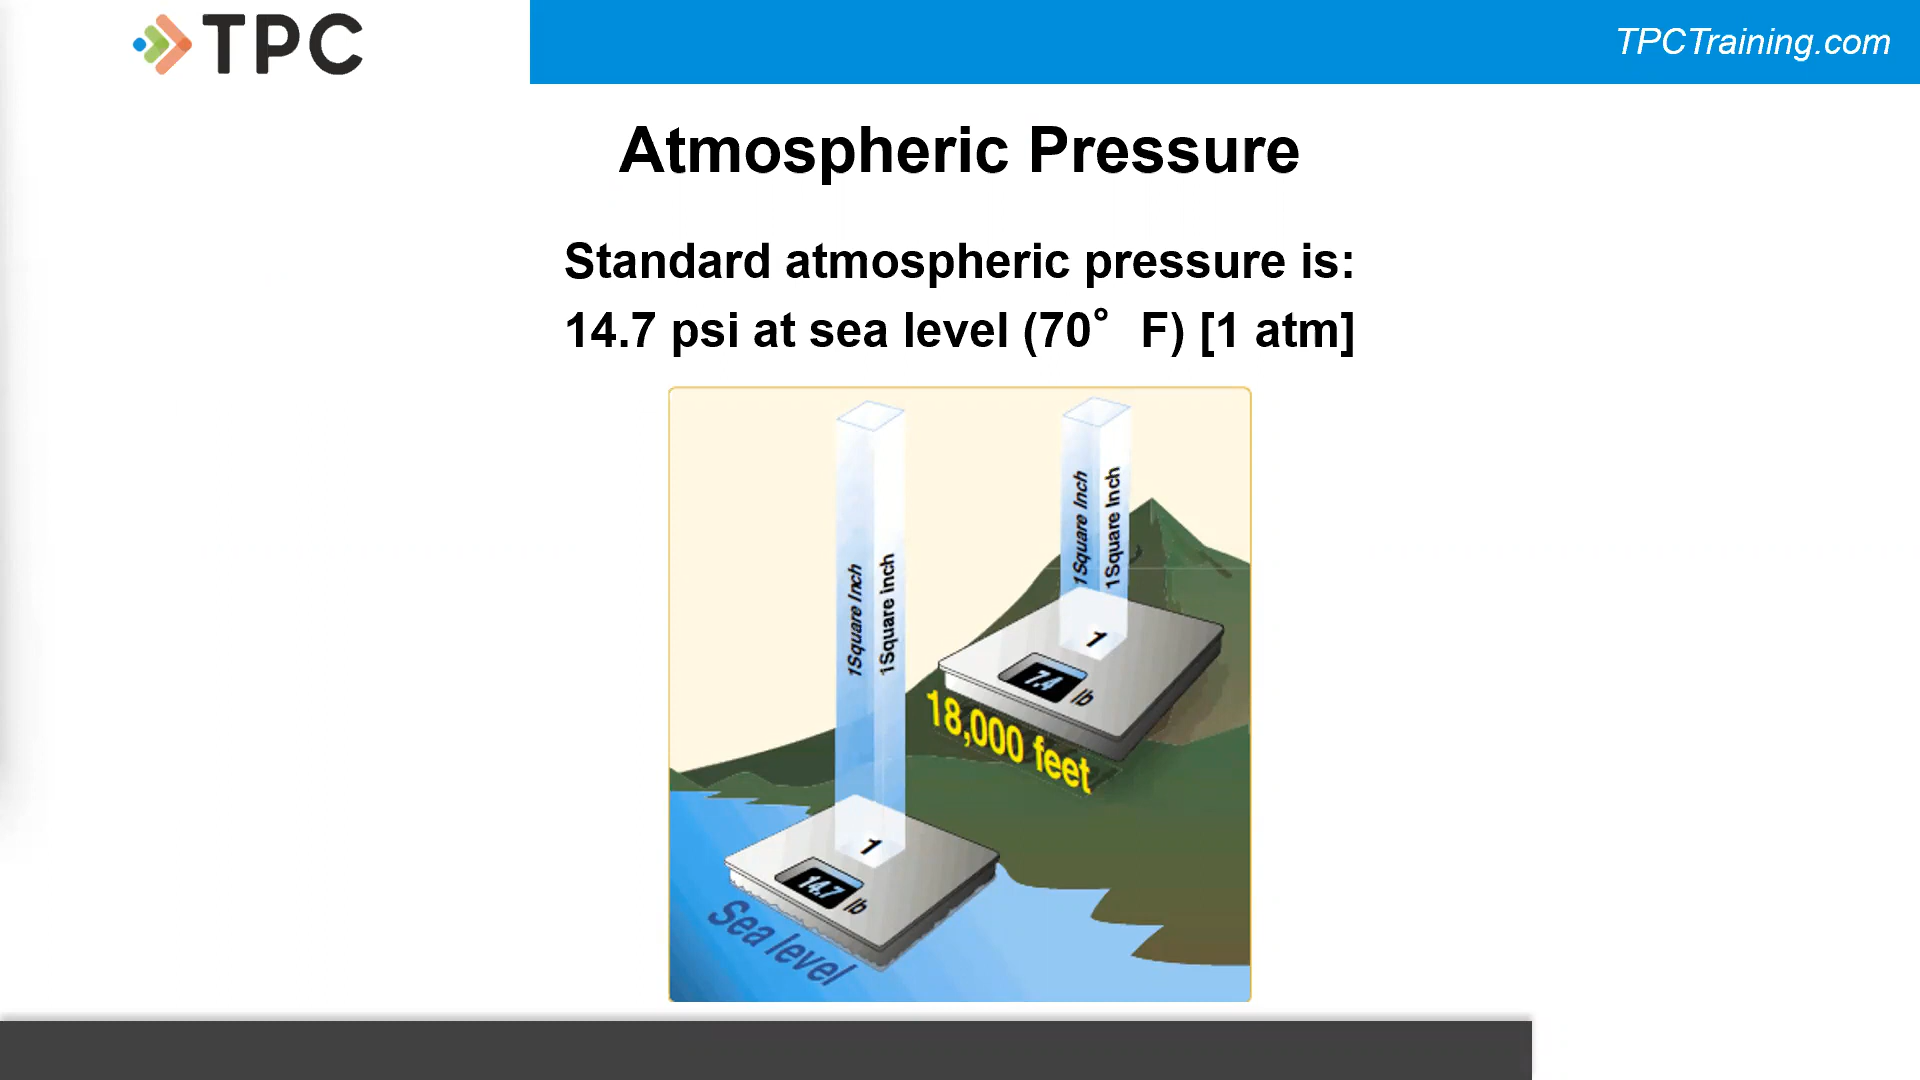 TPC
TPCTraining.com
Atmospheric Pressure
Standard atmospheric pressure is:
14.7 psi at sea level (70° F) [1 atm]
1Square Inch
1Square Inch
1
7.4 lb
18,000 feet
1Square Inch
1Square inch
1
14.7 lb
Sea level